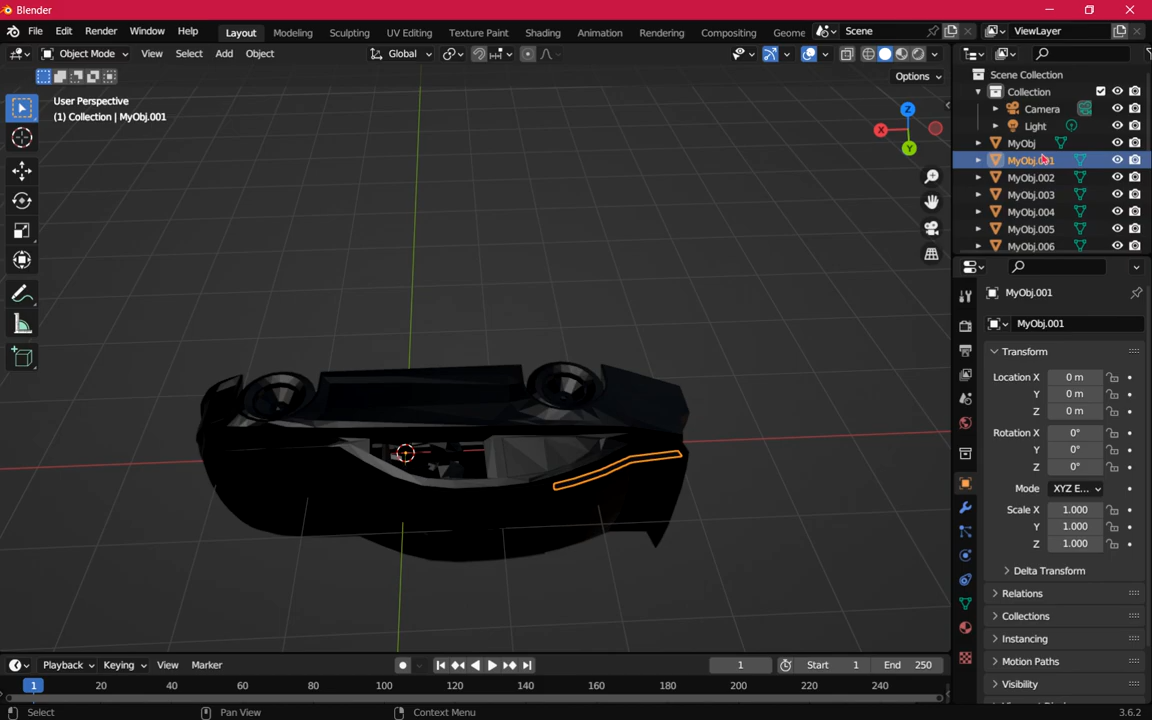 Blender
File Edit Render Window Help Layout Modeling Sculpting UV Editing Texture Paint Shading Animation Rendering Compositing Geome Scene ViewLayer
Object Mode View Select Add Object Global
Options
User Perspective
(1) Collection | MyObj.001
Z
X
Y
Scene Collection
Collection
Camera
Light
MyObj
MyObj.001
MyObj.002
MyObj.003
MyObj.004
MyObj.005
MyObj.006
MyObj.001
MyObj.001
Transform
Location X 0 m
Y 0 m
Z 0 m
Rotation X 0°
Y 0°
Z 0°
Mode XYZ E...
Scale X 1.000
Y 1.000
Z 1.000
Delta Transform
Relations
Collections
Instancing
Motion Paths
Visibility
Playback Keying View Marker 1 Start 1 End 250
1 20 40 60 80 100 120 140 160 180 200 220 240
Select Pan View Context Menu 3.6.2